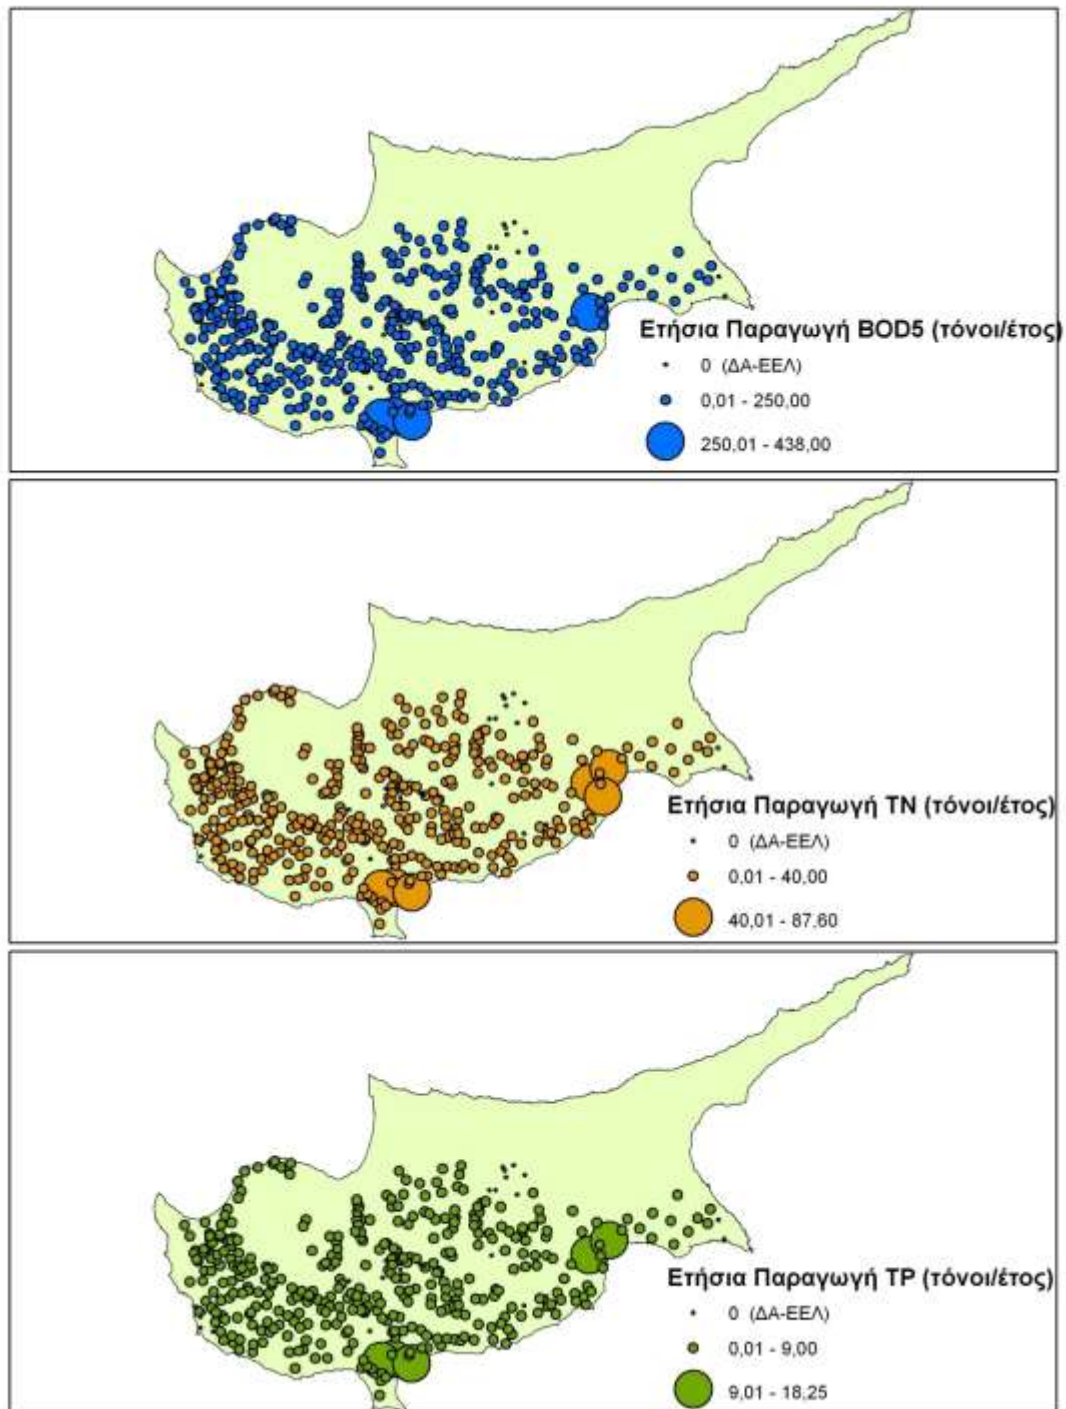 Ετήσια Παραγωγή BOD5 (τόνοι/έτος)
0 (ΔΑ-ΕΕΛ)
0,01 - 250,00
250,01 - 438,00
Ετήσια Παραγωγή TN (τόνοι/έτος)
0 (ΔΑ-ΕΕΛ)
0,01 - 40,00
40,01 - 87,60
Ετήσια Παραγωγή TP (τόνοι/έτος)
0 (ΔΑ-ΕΕΛ)
0,01 - 9,00
9,01 - 18,25